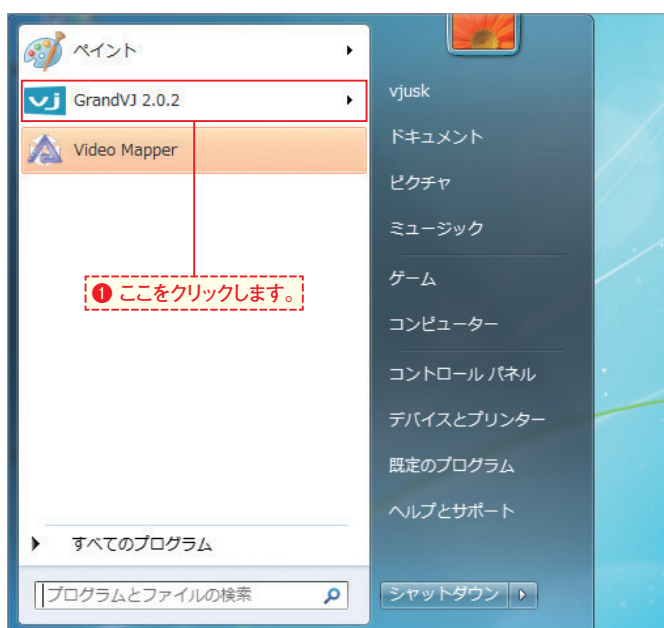 ペイント
vj GrandVJ 2.0.2
Video Mapper
❶ ここをクリックします。
すべてのプログラム
プログラムとファイルの検索
vjusk
ドキュメント
ピクチャ
ミュージック
ゲーム
コンピューター
コントロール パネル
デバイスとプリンター
既定のプログラム
ヘルプとサポート
シャットダウン